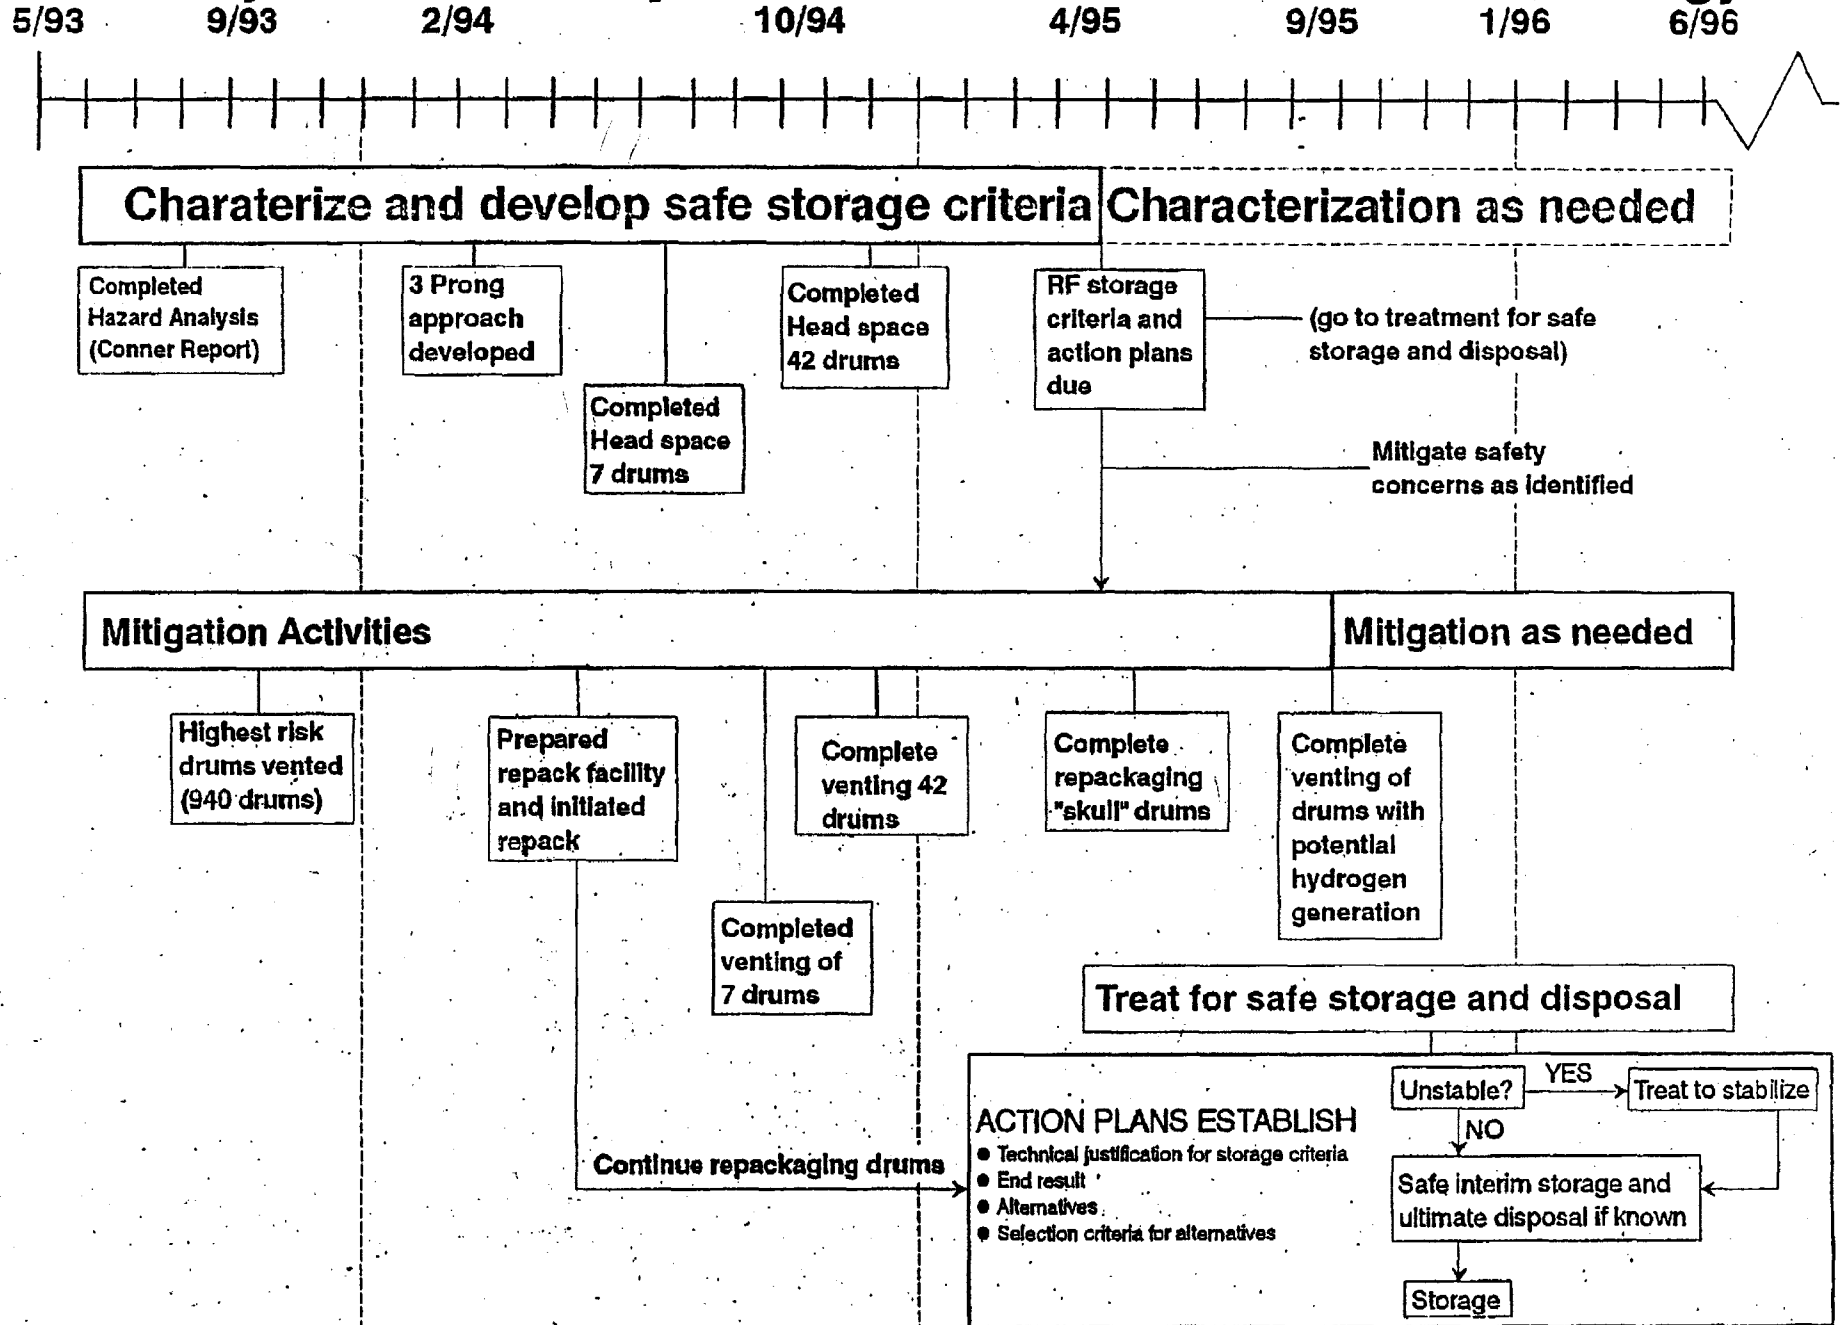 5/93 9/93 2/94 10/94 4/95 9/95 1/96 6/96
Charaterize and develop safe storage criteria
Characterization as needed
Completed
Hazard Analysis
(Conner Report)
3 Prong
approach
developed
Completed
Head space
7 drums
Completed
Head space
42 drums
RF storage
criteria and
action plans
due
(go to treatment for safe
storage and disposal)
Mitigate safety
concerns as identified
Mitigation Activities
Mitigation as needed
Highest risk
drums vented
(940 drums)
Prepared
repack facility
and initiated
repack
Completed
venting of
7 drums
Complete
venting 42
drums
Complete
repackaging
"skull" drums
Complete
venting of
drums with
potential
hydrogen
generation
Treat for safe storage and disposal
Continue repackaging drums
ACTION PLANS ESTABLISH
● Technical justification for storage criteria
● End result
● Alternatives
● Selection criteria for alternatives
Unstable?
YES
Treat to stabilize
NO
Safe interim storage and
ultimate disposal if known
Storage